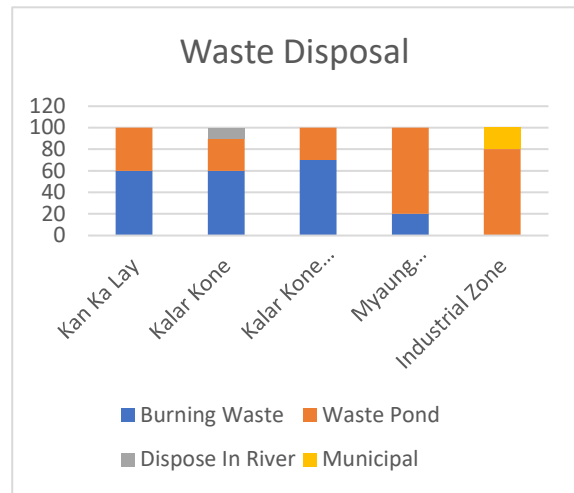 Waste Disposal
120
100
80
60
40
20
0
Kan Ka Lay
Kalar Kone
Kalar Kone...
Myaung...
Industrial Zone
Burning Waste Waste Pond
Dispose In River Municipal